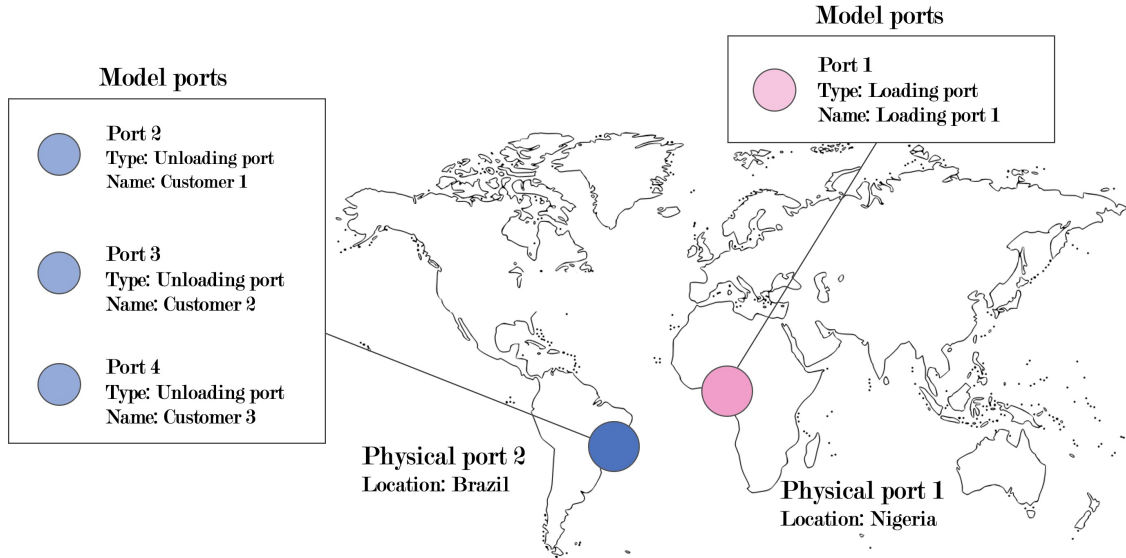 Model ports
Port 1
Type: Loading port
Name: Loading port 1
Model ports
Port 2
Type: Unloading port
Name: Customer 1
Port 3
Type: Unloading port
Name: Customer 2
Port 4
Type: Unloading port
Name: Customer 3
Physical port 2
Location: Brazil
Physical port 1
Location: Nigeria